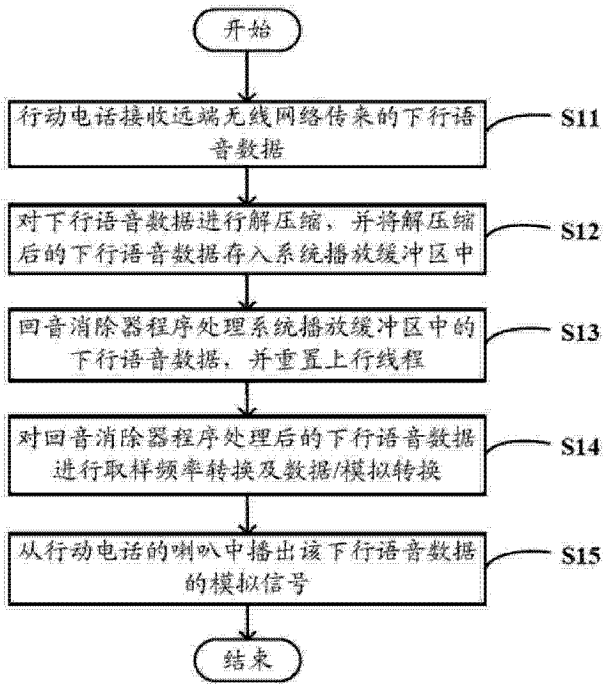 开始
行动电话接收远端无线网络传来的下行语
音数据
S11
对下行语音数据进行解压缩，并将解压缩
后的下行语音数据存入系统播放缓冲区中
S12
回音消除器程序处理系统播放缓冲区中的
下行语音数据，并重置上行线程
S13
对回音消除器程序处理后的下行语音数据
进行取样频率转换及数据/模拟转换
S14
从行动电话的喇叭中播出该下行语音数据
的模拟信号
S15
结束